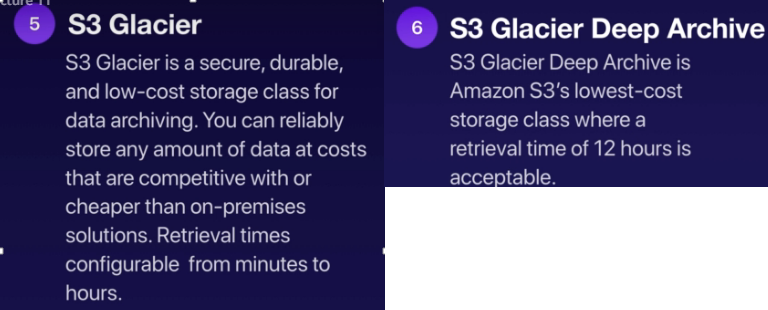 5 S3 Glacier
S3 Glacier is a secure, durable,
and low-cost storage class for
data archiving. You can reliably
store any amount of data at costs
that are competitive with or
cheaper than on-premises
solutions. Retrieval times
configurable from minutes to
hours.
6 S3 Glacier Deep Archive
S3 Glacier Deep Archive is
Amazon S3's lowest-cost
storage class where a
retrieval time of 12 hours is
acceptable.